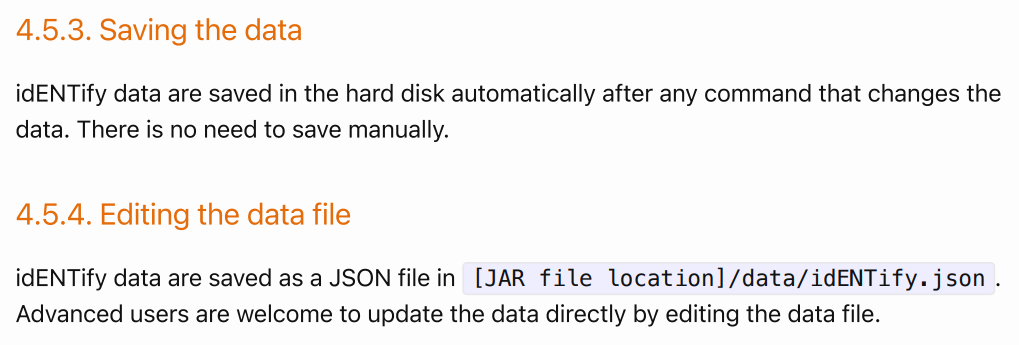 4.5.3. Saving the data
idENTify data are saved in the hard disk automatically after any command that changes the
data. There is no need to save manually.
4.5.4. Editing the data file
idENTify data are saved as a JSON file in [JAR file location]/data/idENTify.json.
Advanced users are welcome to update the data directly by editing the data file.